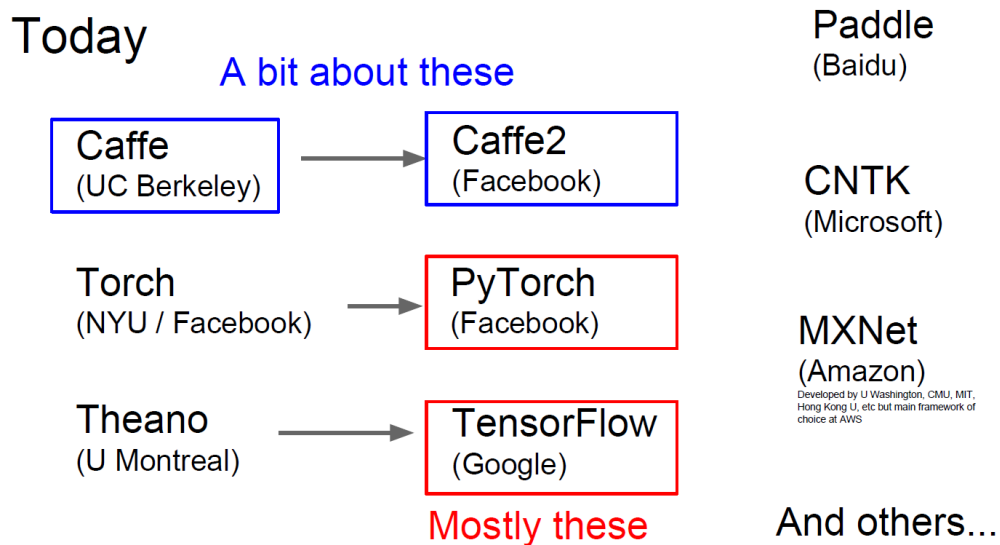 Today
A bit about these
Caffe
(UC Berkeley)
Caffe2
(Facebook)
Torch
(NYU / Facebook)
PyTorch
(Facebook)
Theano
(U Montreal)
TensorFlow
(Google)
Mostly these
Paddle
(Baidu)
CNTK
(Microsoft)
MXNet
(Amazon)
Developed by U Washington, CMU, MIT,
Hong Kong U, etc but main framework of
choice at AWS
And others...